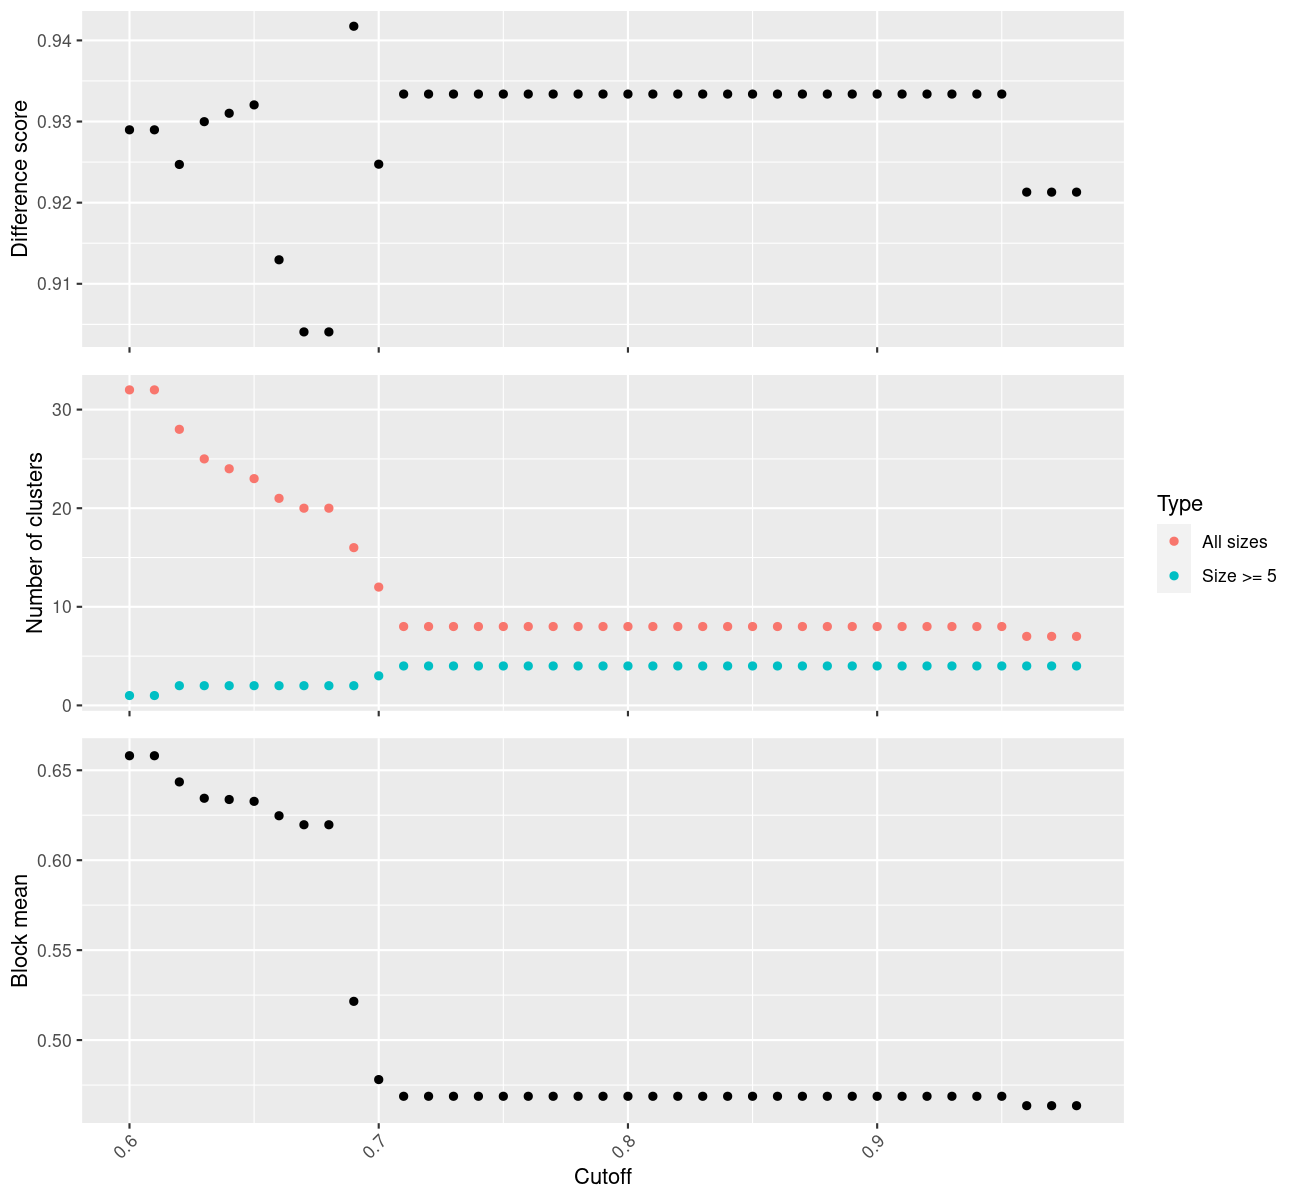 Difference score
0.94
0.93
0.92
0.91
Number of clusters
30
20
10
0
Type
All sizes
Size >= 5
Block mean
0.65
0.60
0.55
0.50
0.6
0.7
0.8
0.9
Cutoff